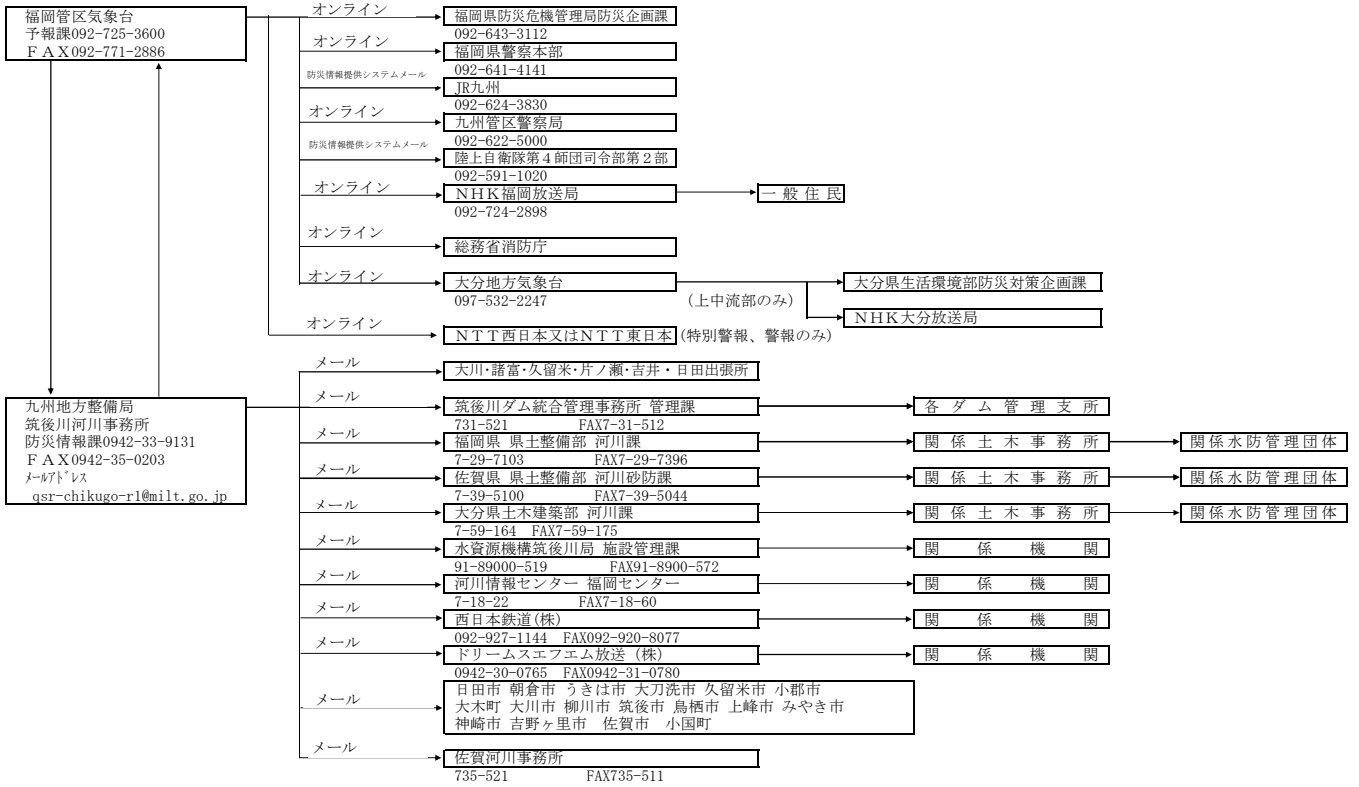 福岡管区気象台
予報課092-725-3600
ＦＡＸ092-771-2886
オンライン
福岡県防災危機管理局防災企画課
092-643-3112
オンライン
福岡県警察本部
092-641-4141
防災情報提供システムメール
JR九州
092-624-3830
オンライン
九州管区警察局
092-622-5000
防災情報提供システムメール
陸上自衛隊第４師団司令部第２部
092-591-1020
オンライン
ＮＨＫ福岡放送局
一般住民
092-724-2898
オンライン
総務省消防庁
オンライン
大分地方気象台
097-532-2247
(上中流部のみ)
大分県生活環境部防災対策企画課
ＮＨＫ大分放送局
オンライン
ＮＴＴ西日本又はＮＴＴ東日本
(特別警報、警報のみ)
九州地方整備局
筑後川河川事務所
防災情報課0942-33-9131
ＦＡＸ0942-35-0203
ﾒｰﾙｱﾄﾞﾚｽ
qsr-chikugo-r1@milt.go.jp
メール
大川･諸富･久留米･片ノ瀬･吉井・日田出張所
メール
筑後川ダム統合管理事務所 管理課
各ダム管理支所
731-521 FAX7-31-512
メール
福岡県 県土整備部 河川課
関係土木事務所
関係水防管理団体
7-29-7103 FAX7-29-7396
メール
佐賀県 県土整備部 河川砂防課
関係土木事務所
関係水防管理団体
7-39-5100 FAX7-39-5044
メール
大分県土木建築部 河川課
関係土木事務所
関係水防管理団体
7-59-164 FAX7-59-175
メール
水資源機構筑後川局 施設管理課
関係機関
91-89000-519 FAX91-8900-572
メール
河川情報センター 福岡センター
関係機関
7-18-22 FAX7-18-60
メール
西日本鉄道(株)
関係機関
092-927-1144 FAX092-920-8077
メール
ドリームスエフエム放送（株）
関係機関
0942-30-0765 FAX0942-31-0780
メール
日田市 朝倉市 うきは市 大刀洗市 久留米市 小郡市
大木町 大川市 柳川市 筑後市 鳥栖市 上峰市 みやき市
神崎市 吉野ヶ里市 佐賀市 小国町
メール
佐賀河川事務所
735-521 FAX735-511